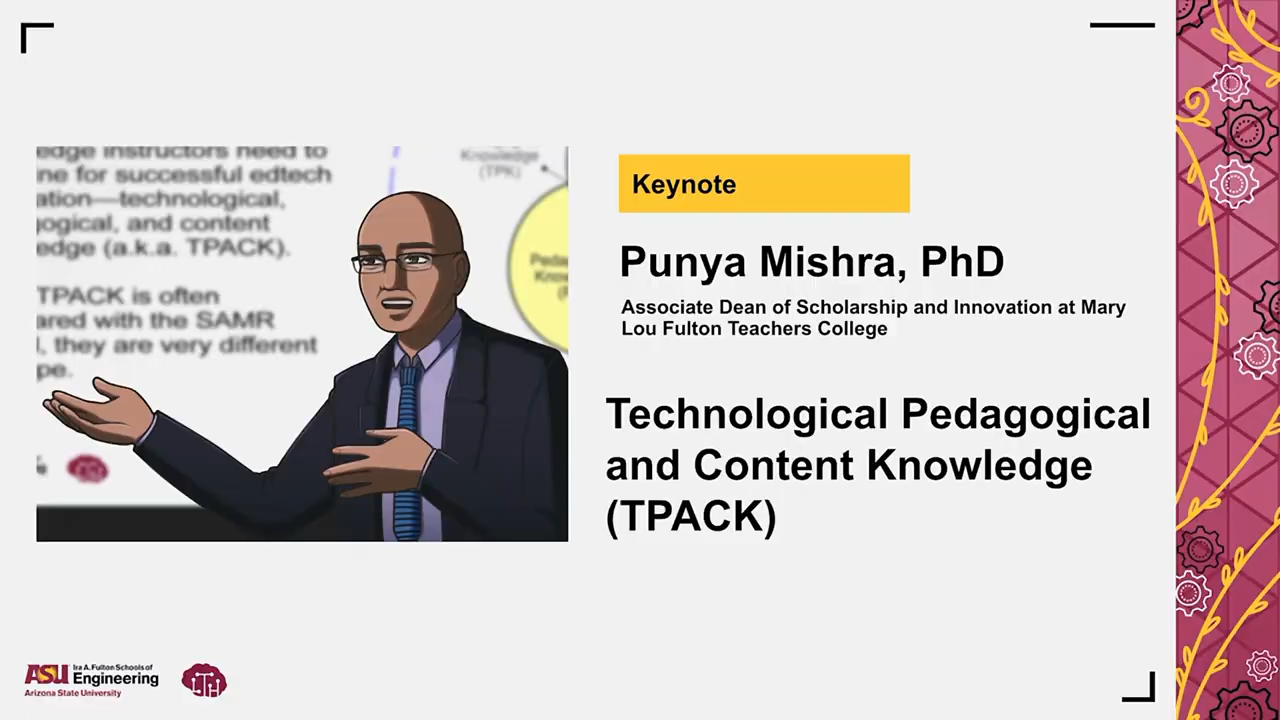 edge instructors need to
ne for successful edtech
ation—technological,
gogical, and content
edge (a.k.a. TPACK).
TPACK is often
ared with the SAMR
l, they are very different
pe.
Knowledge
(TPK)
Keynote
Punya Mishra, PhD
Associate Dean of Scholarship and Innovation at Mary
Lou Fulton Teachers College
Technological Pedagogical
and Content Knowledge
(TPACK)
ASU Ira A. Fulton Schools of
Engineering
Arizona State University
LTH